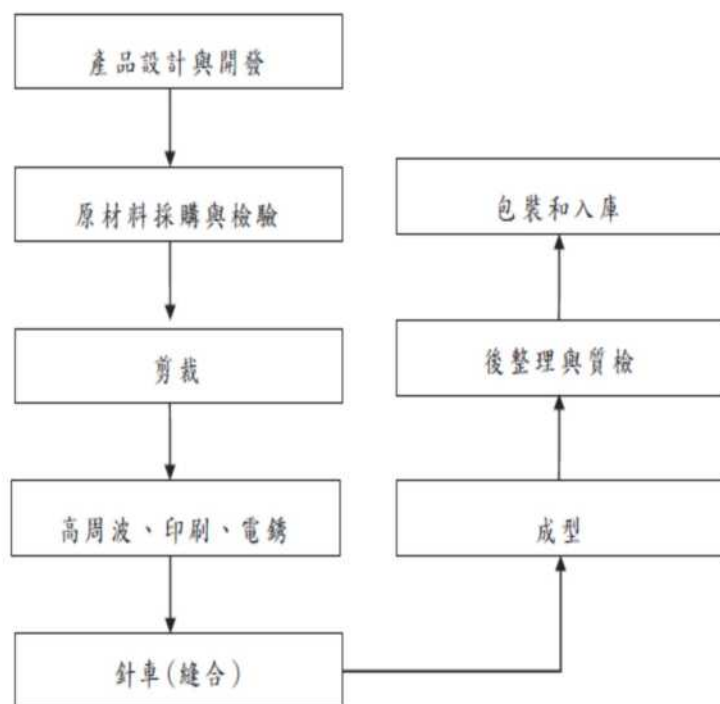 產品設計與開發
原材料採購與檢驗
剪裁
高周波、印刷、電銹
針車(縫合)
成型
後整理與質檢
包裝和入庫